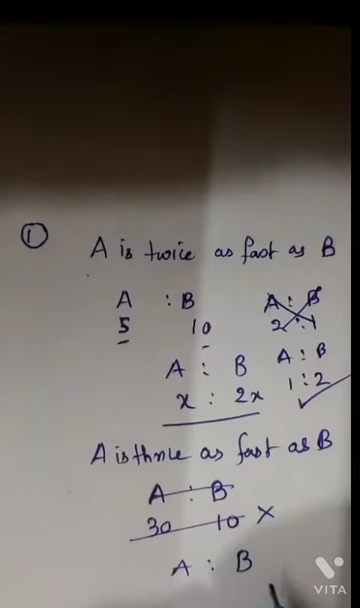 ① A is twice as fast as B
A : B
5 10
A : B
2 : 1
A : B
x : 2x
A : B
1 : 2
A is thrice as fast as B
A : B
30 10 ×
A : B
VITA